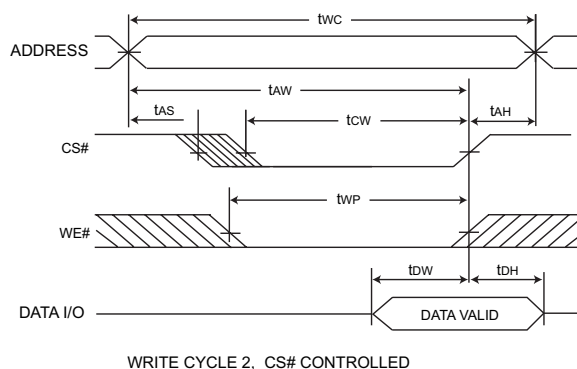 tWC
ADDRESS
tAW
tAS
tCW
tAH
CS#
tWP
WE#
tDW
tDH
DATA I/O
DATA VALID
WRITE CYCLE 2, CS# CONTROLLED